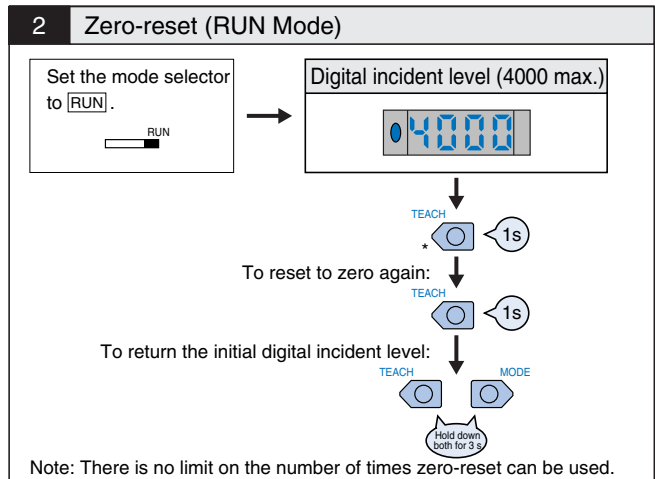 2 Zero-reset (RUN Mode)
Set the mode selector
to RUN.
RUN
Digital incident level (4000 max.)
4000
TEACH
* 1s
To reset to zero again:
TEACH
1s
To return the initial digital incident level:
TEACH MODE
Hold down
both for 3 s
Note: There is no limit on the number of times zero-reset can be used.